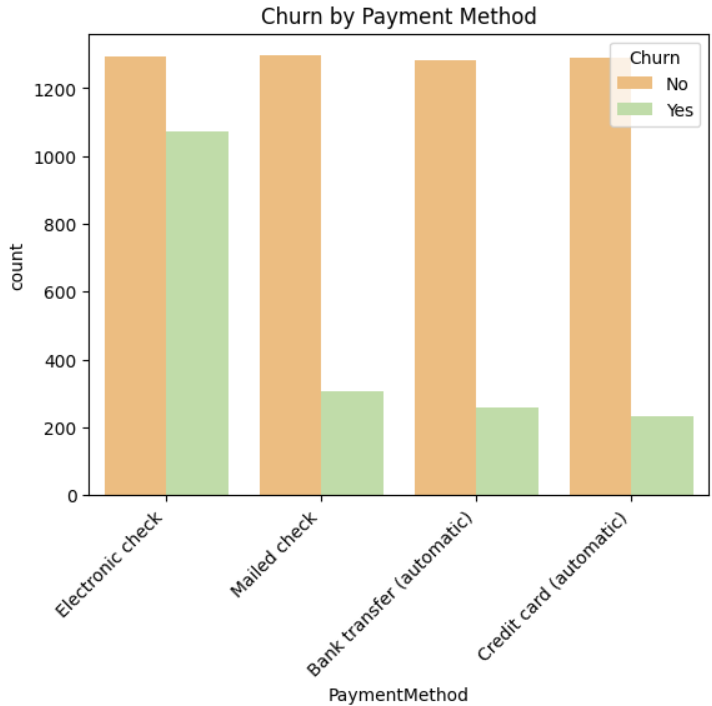 Churn by Payment Method
Churn
No
Yes
count
1200
1000
800
600
400
200
0
Electronic check
Mailed check
Bank transfer (automatic)
Credit card (automatic)
PaymentMethod